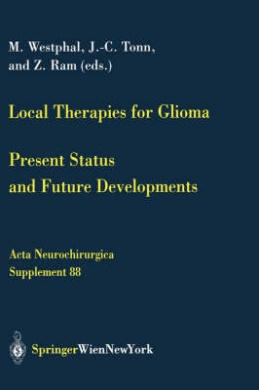 M. Westphal, J.-C. Tonn,
and Z. Ram (eds.)
Local Therapies for Glioma
Present Status
and Future Developments
Acta Neurochirurgica
Supplement 88
SpringerWienNewYork